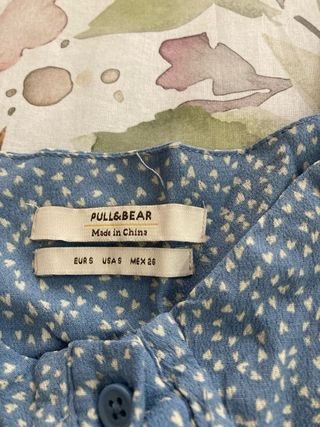 PULL&BEAR
Made in China
EUR S USA S MEX 26